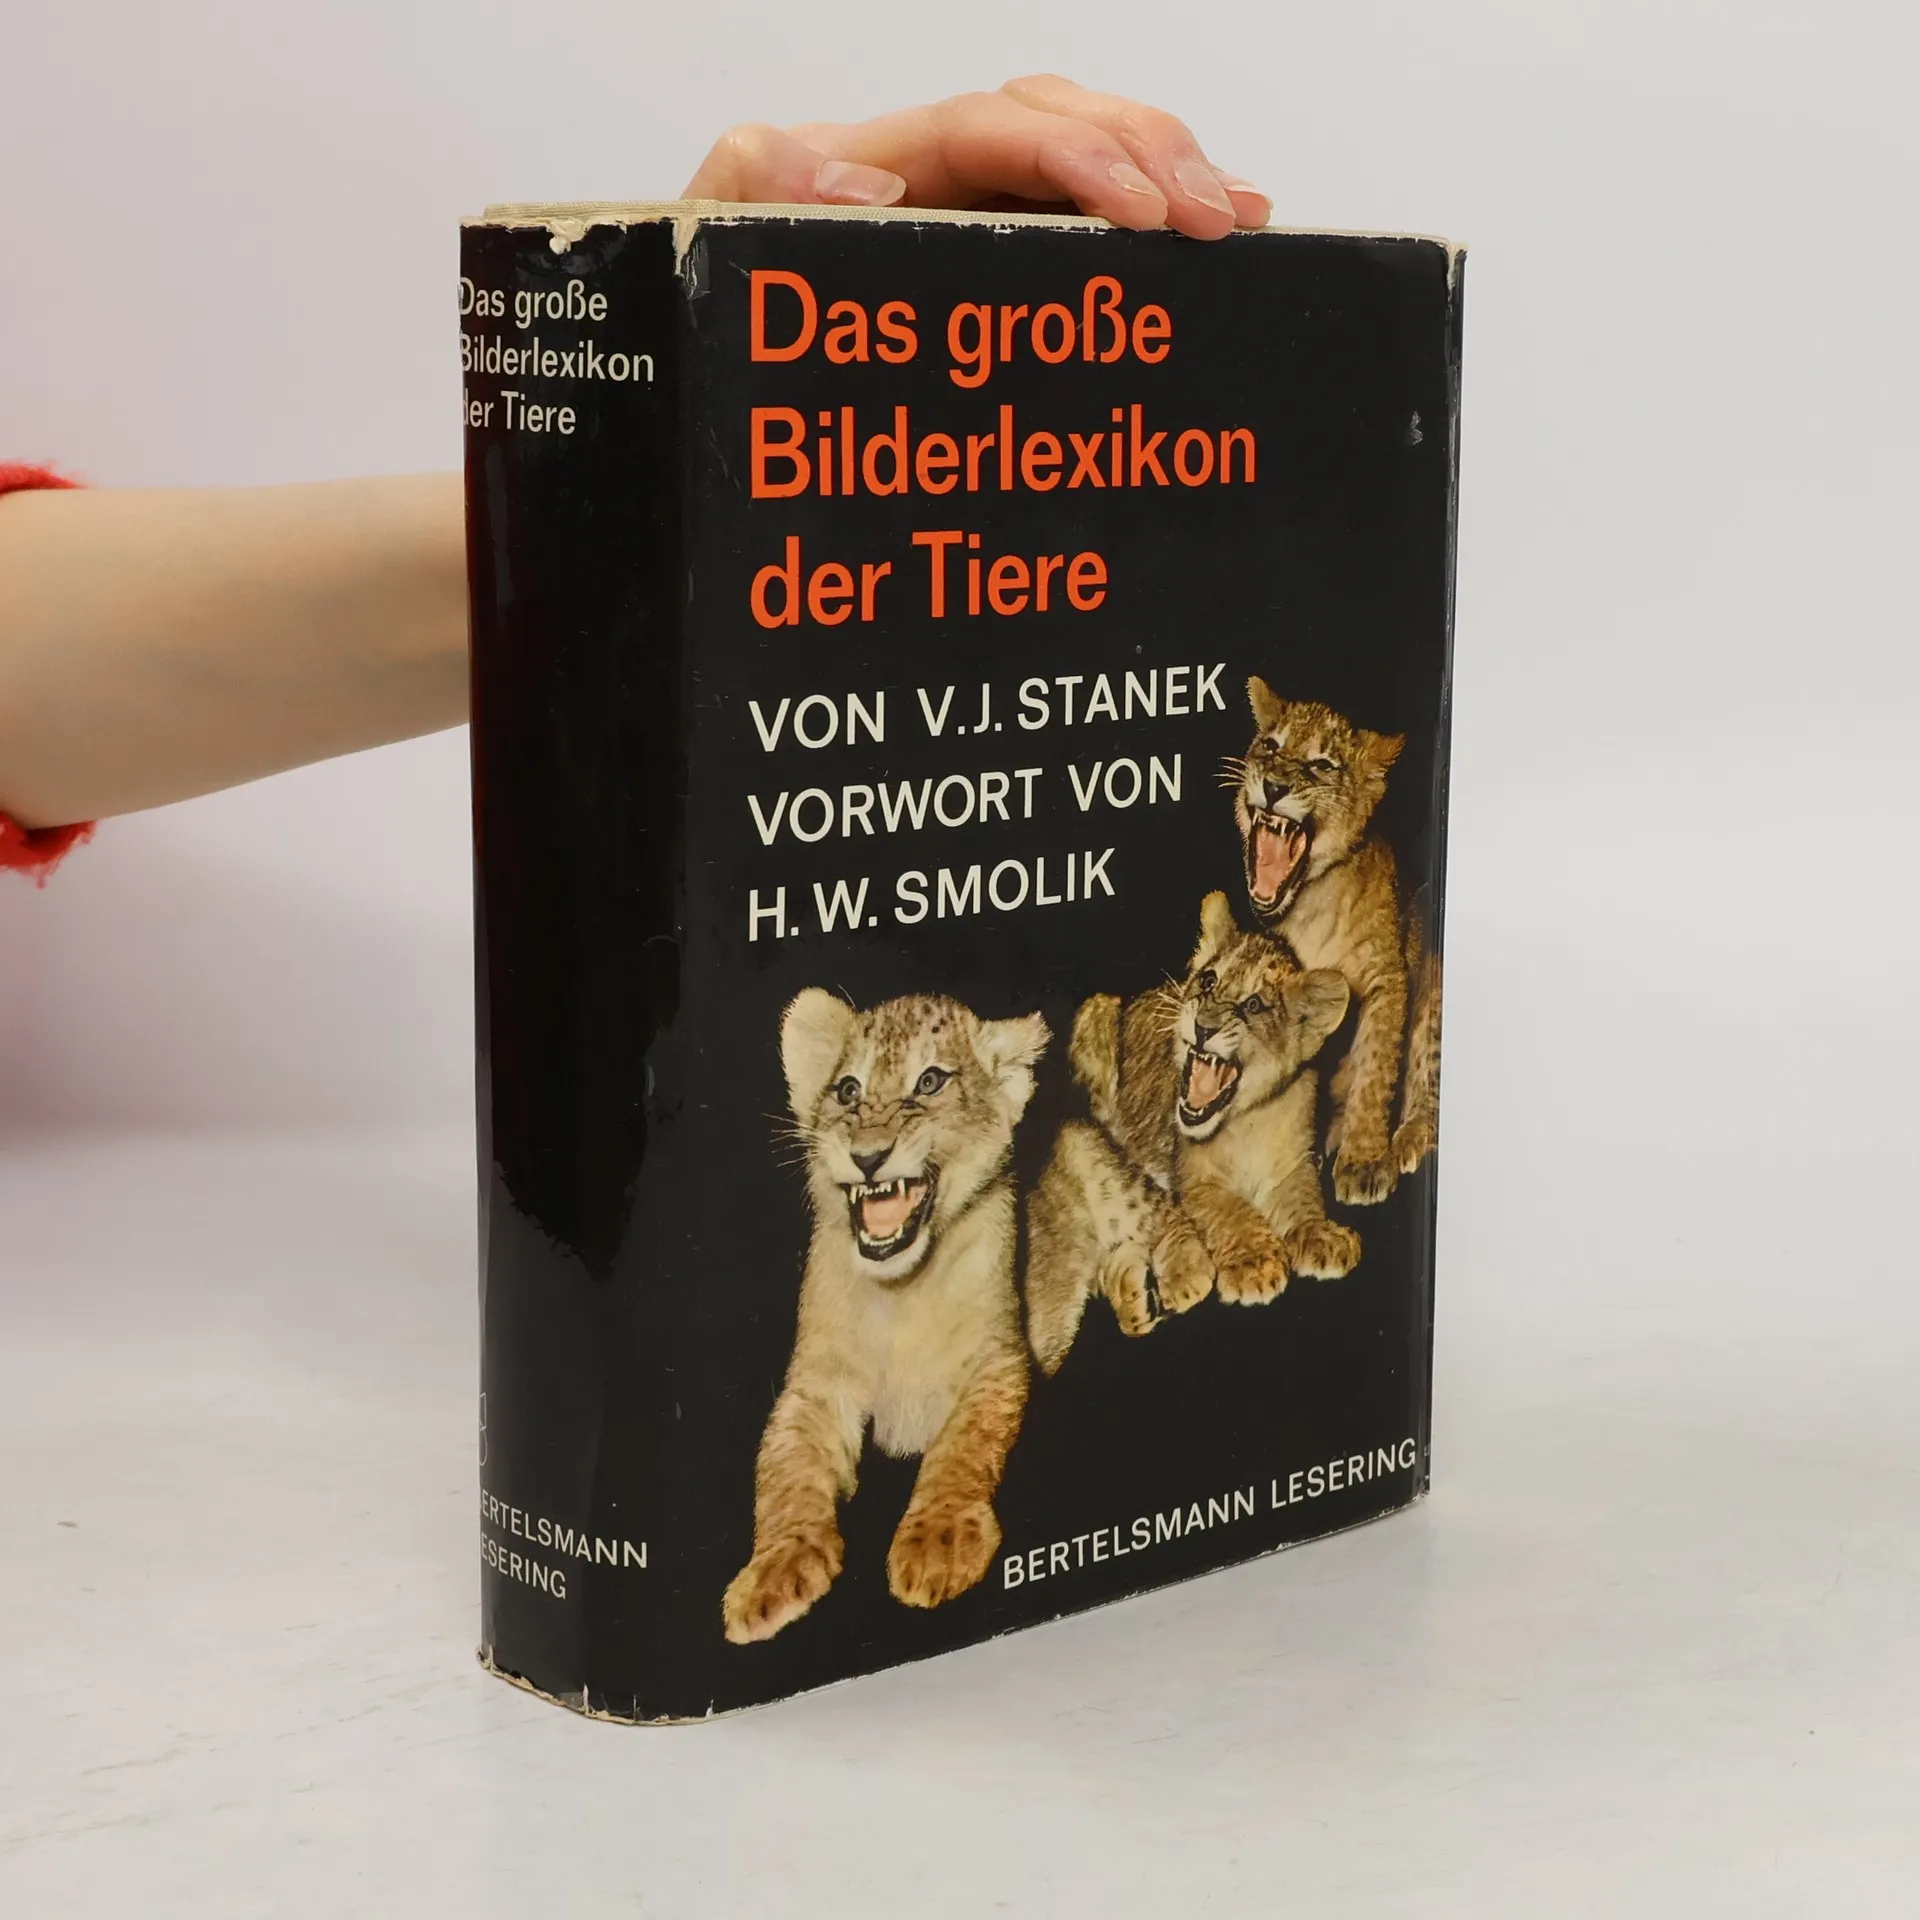 Das große
Bilderlexikon
der Tiere
Das große
Bilderlexikon
der Tiere
VON V.J. STANEK
VORWORT VON
H. W. SMOLIK
BERTELSMANN LESERING
BERTELSMANN
LESERING